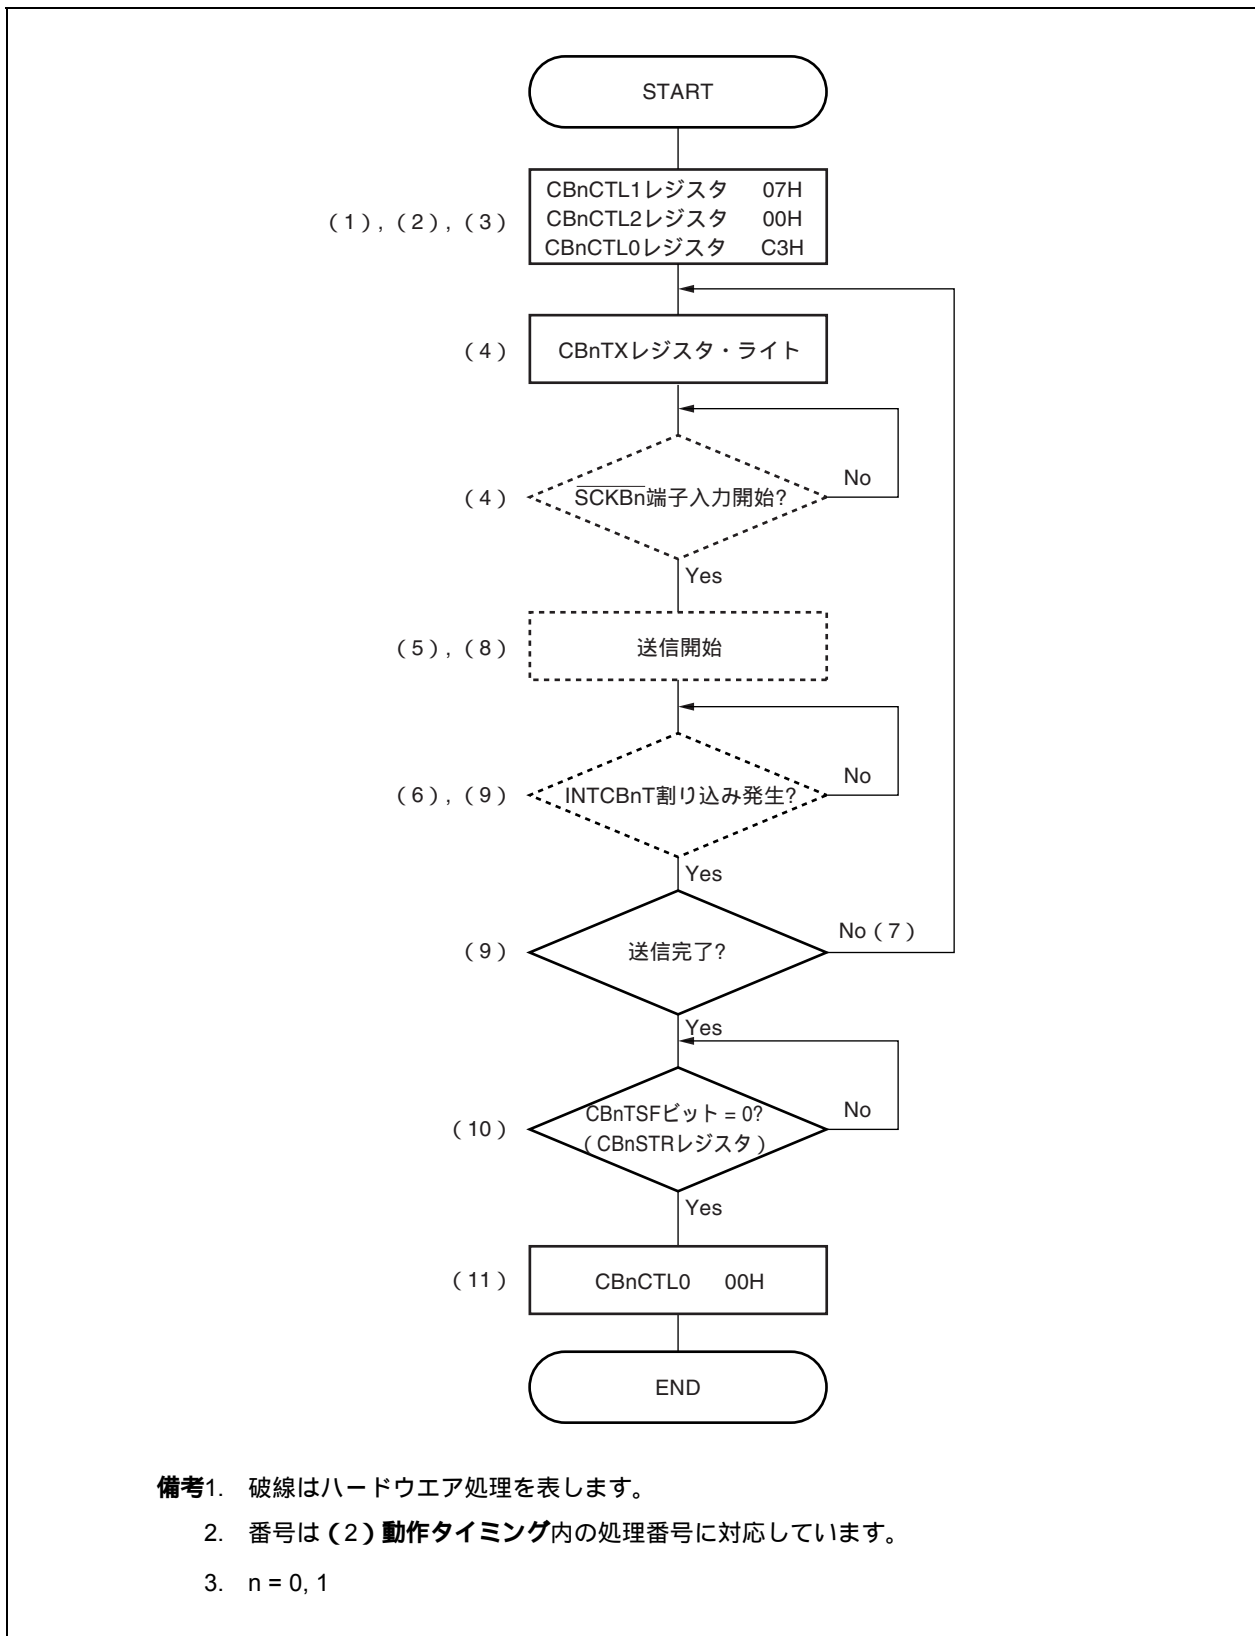 START
CBnCTL1レジスタ 07H
(1),(2),(3) CBnCTL2レジスタ 00H
CBnCTL0レジスタ C3H
(4) CBnTXレジスタ・ライト
No
(4) SCKBn端子入力開始?
Yes
(5),(8) 送信開始
No
(6),(9) INTCBnT割り込み発生?
Yes
No(7)
(9) 送信完了?
Yes
CBnTSFビット = 0? No
(10)
(CBnSTRレジスタ)
Yes
(11) CBnCTL0 00H
END
備考1. 破線はハードウエア処理を表します。
2. 番号は(2)動作タイミング内の処理番号に対応しています。
3. n = 0, 1